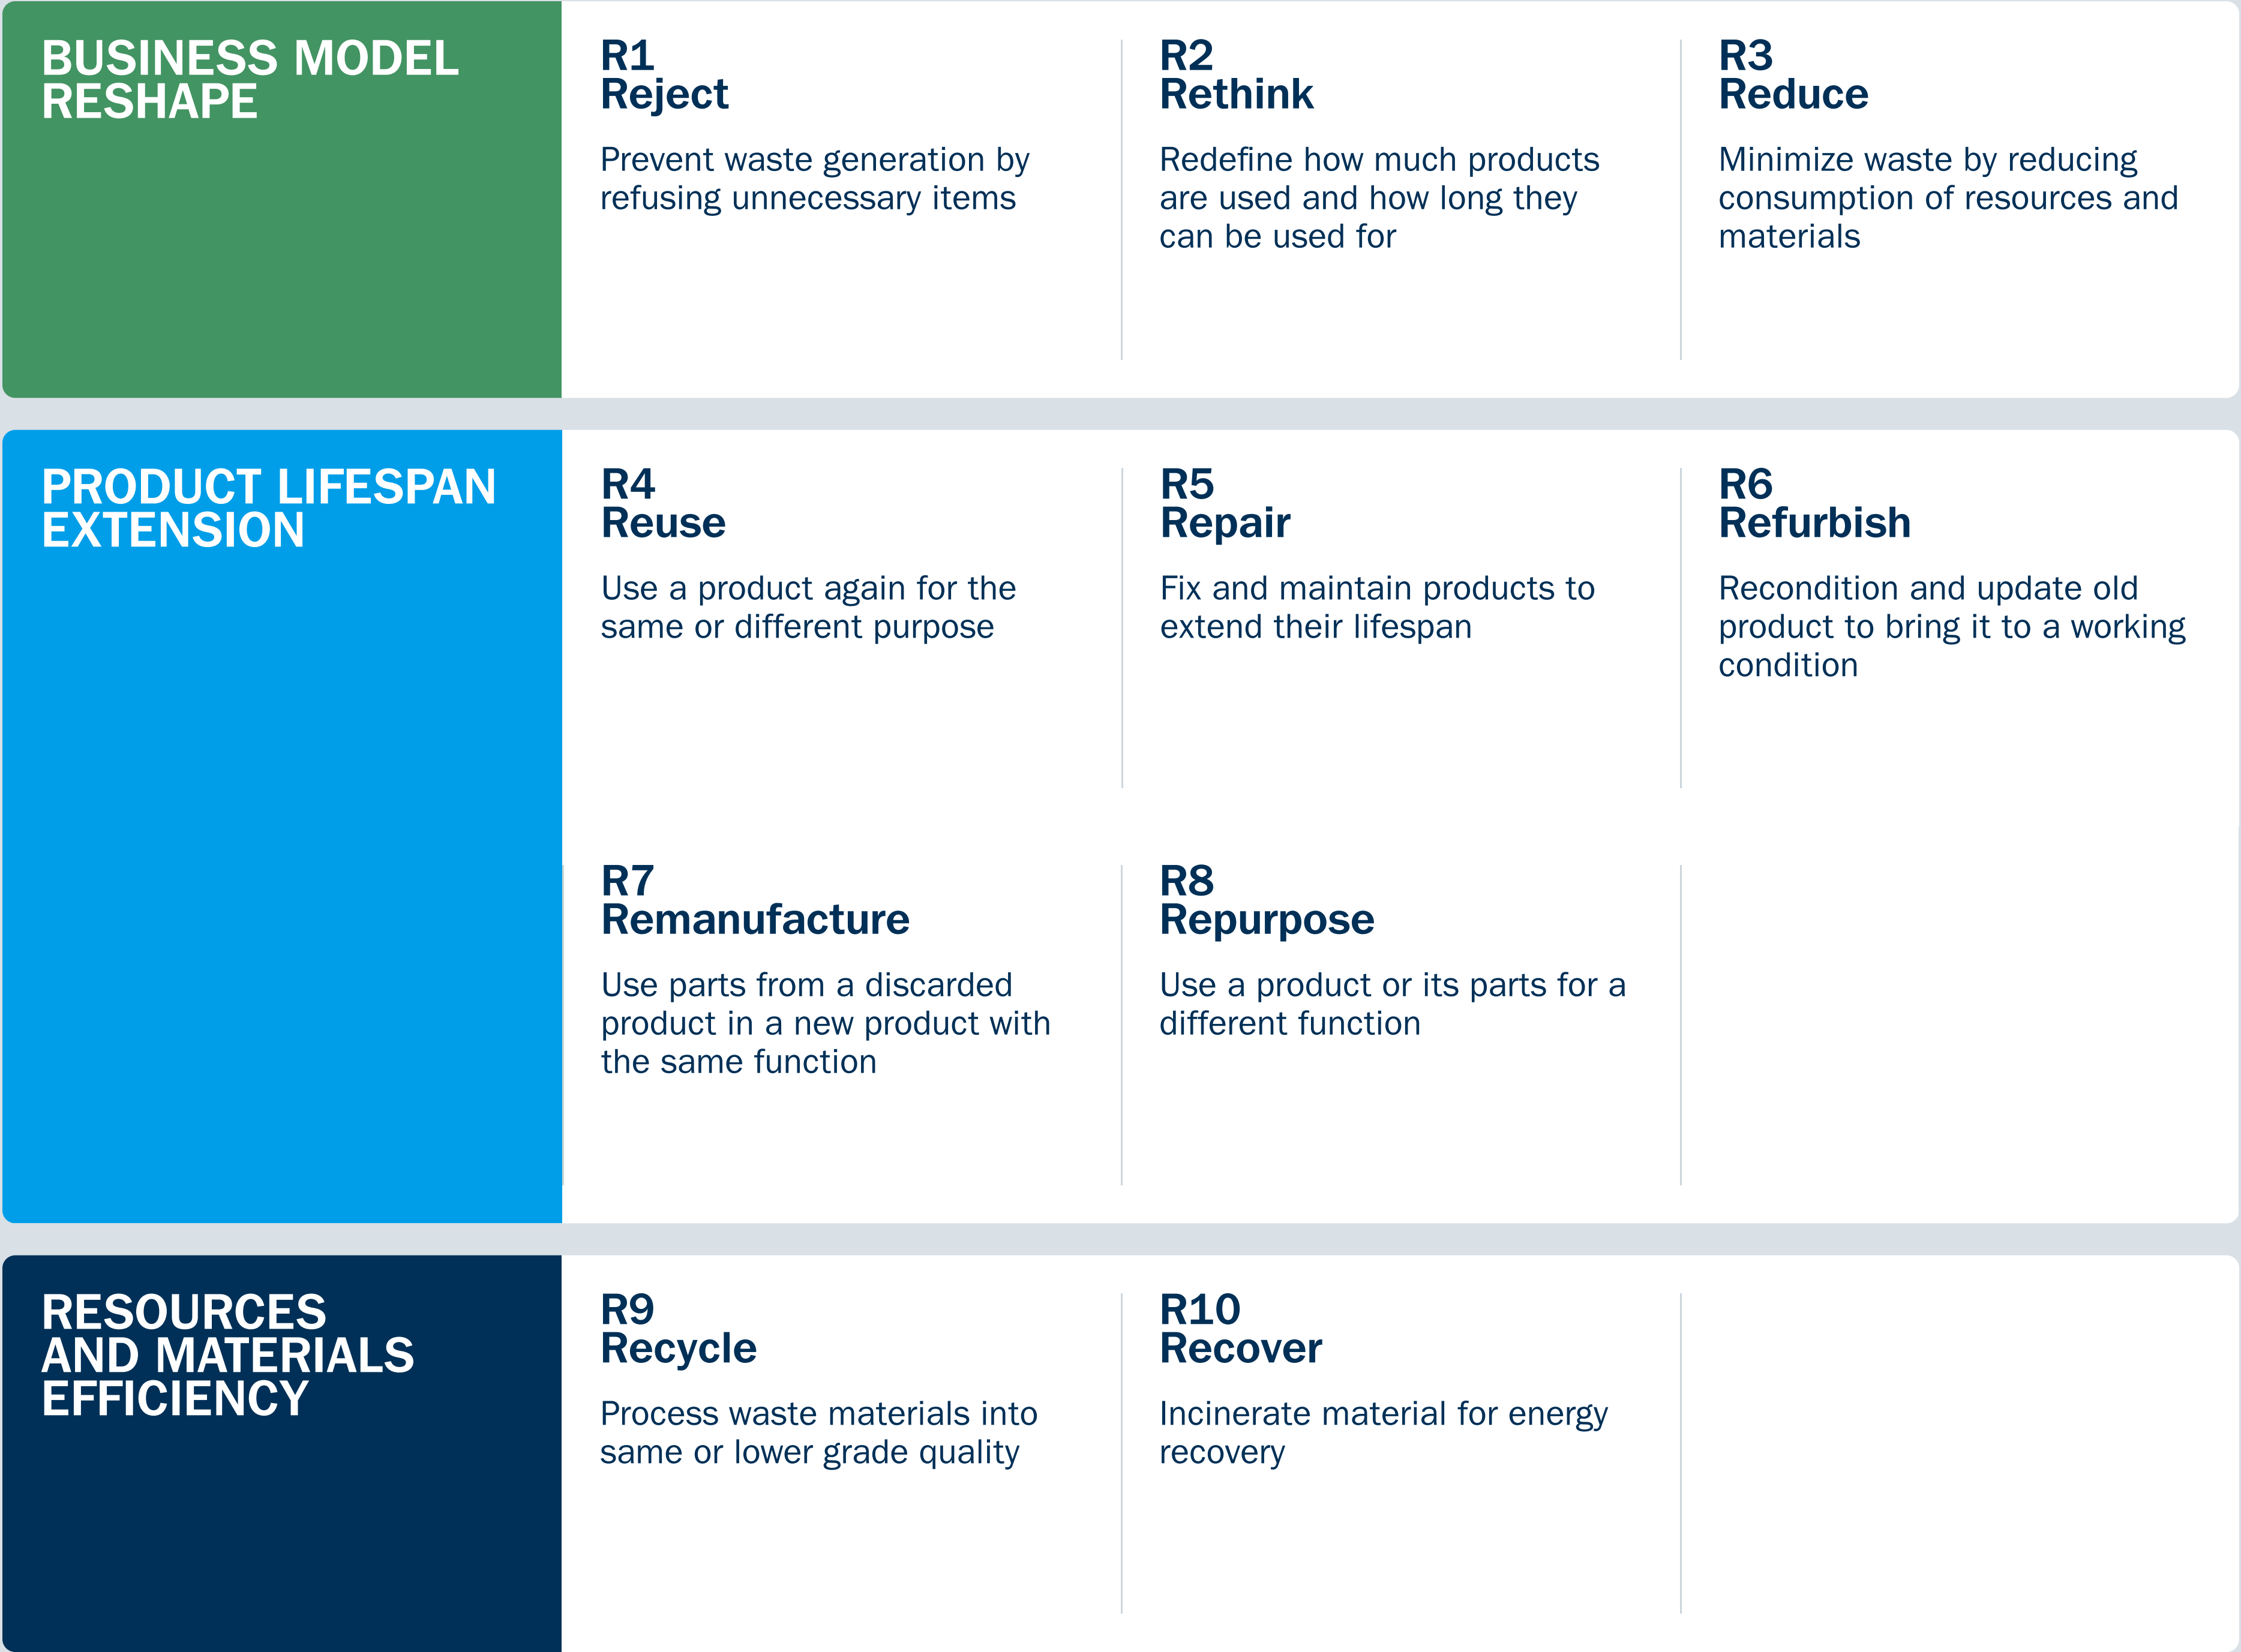 BUSINESS MODEL
RESHAPE
R1
Reject
Prevent waste generation by
refusing unnecessary items
R2
Rethink
Redefine how much products
are used and how long they
can be used for
R3
Reduce
Minimize waste by reducing
consumption of resources and
materials
PRODUCT LIFESPAN
EXTENSION
R4
Reuse
Use a product again for the
same or different purpose
R5
Repair
Fix and maintain products to
extend their lifespan
R6
Refurbish
Recondition and update old
product to bring it to a working
condition
R7
Remanufacture
Use parts from a discarded
product in a new product with
the same function
R8
Repurpose
Use a product or its parts for a
different function
RESOURCES
AND MATERIALS
EFFICIENCY
R9
Recycle
Process waste materials into
same or lower grade quality
R10
Recover
Incinerate material for energy
recovery